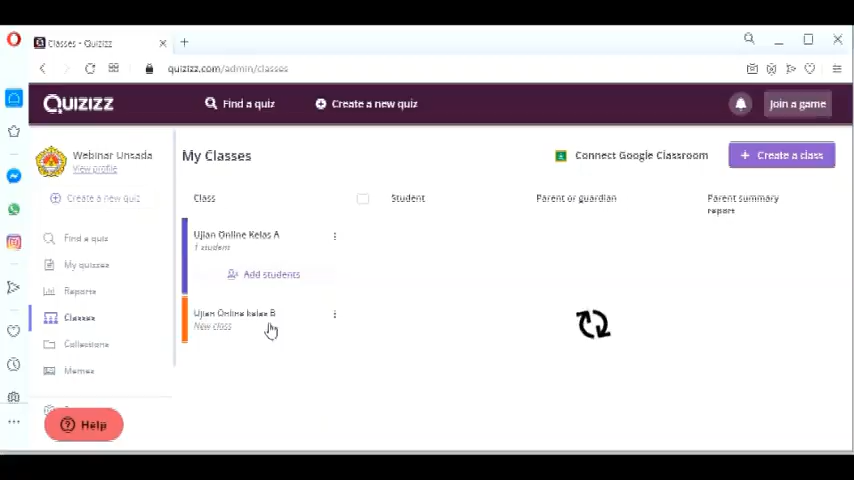 Classes - Quizizz
quizizz.com/admin/classes
QUIZIZZ
Find a quiz
Create a new quiz
Join a game
Webinar Unsada
View profile
Create a new quiz
Find a quiz
My quizzes
Reports
Classes
Collections
Memes
Help
My Classes
Connect Google Classroom
+ Create a class
Class
Student
Parent or guardian
Parent summary
report
Ujian Online Kelas A
1 student
Add students
Ujian Online kelas B
New class